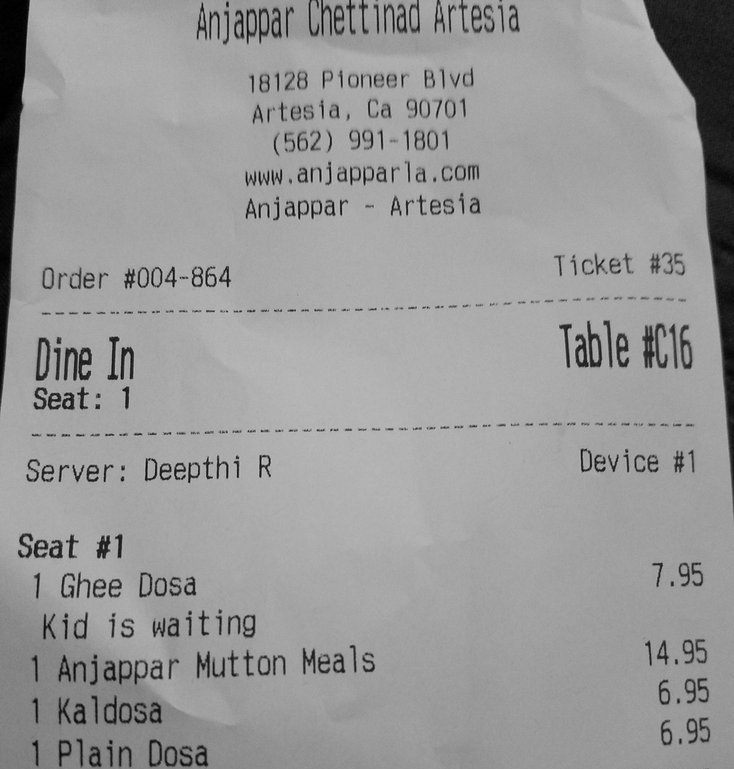 Anjappar Chettinad Artesia
18128 Pioneer Blvd
Artesia, Ca 90701
(562) 991-1801
www.anjapparla.com
Anjappar - Artesia
Order #004-864 Ticket #35
Dine In Table #C16
Seat: 1
Server: Deepthi R Device #1
Seat #1
1 Ghee Dosa 7.95
Kid is waiting
1 Anjappar Mutton Meals 14.95
1 Kaldosa 6.95
1 Plain Dosa 6.95